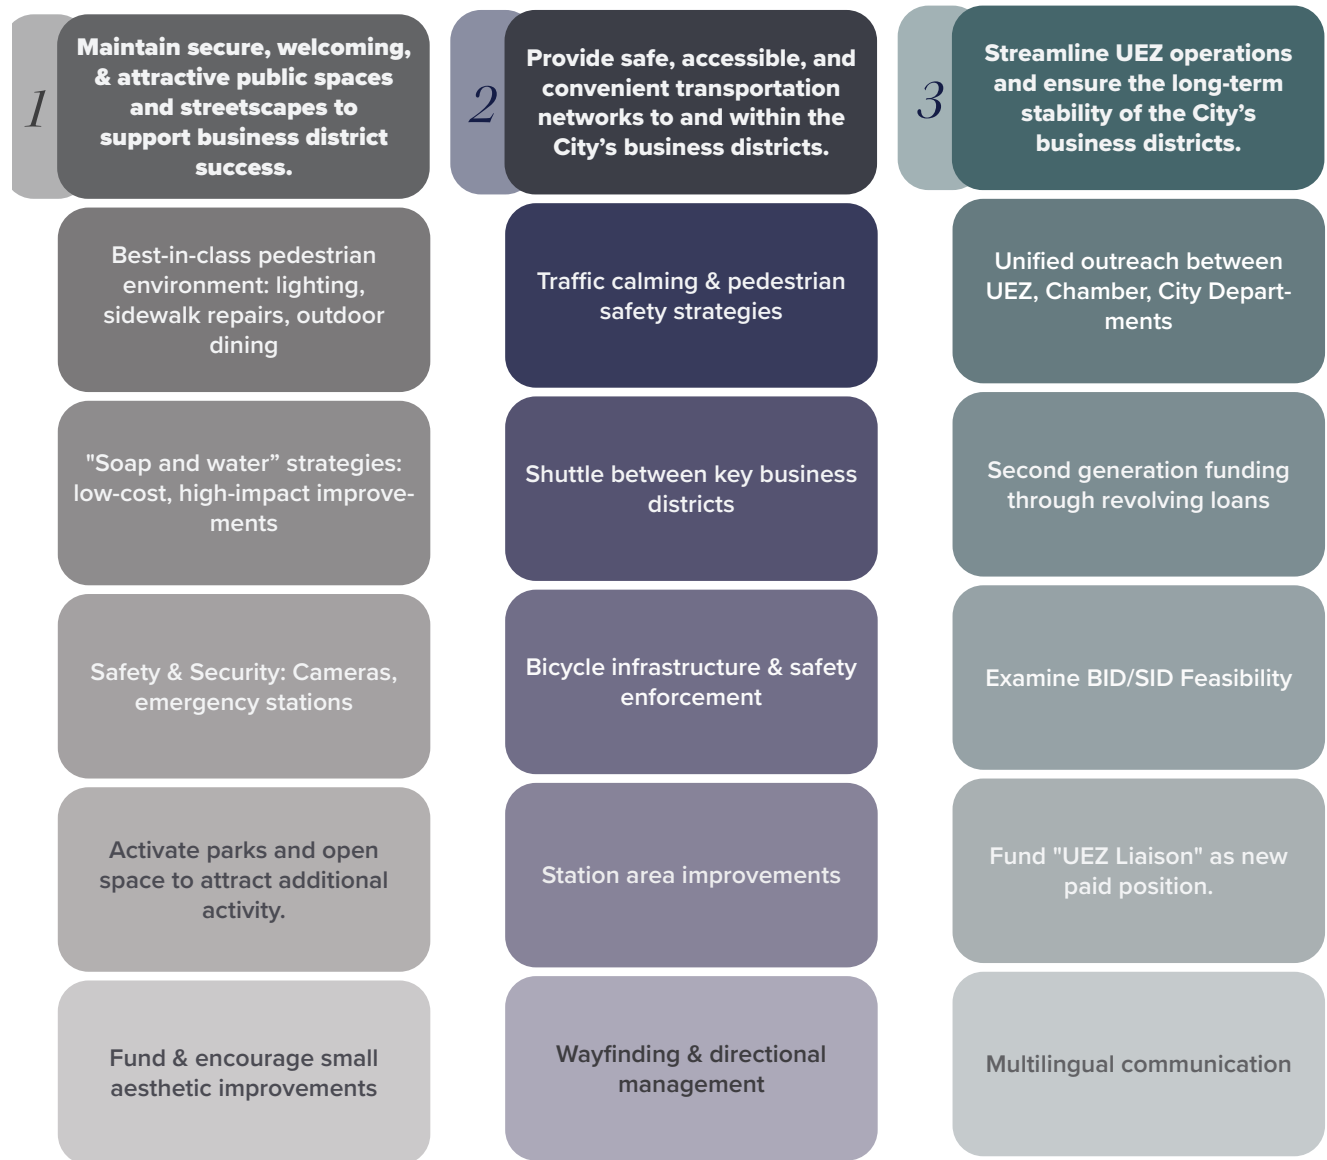 1
Maintain secure, welcoming,
& attractive public spaces
and streetscapes to
support business district
success.
Best-in-class pedestrian
environment: lighting,
sidewalk repairs, outdoor
dining
"Soap and water” strategies:
low-cost, high-impact improve-
ments
Safety & Security: Cameras,
emergency stations
Activate parks and open
space to attract additional
activity.
Fund & encourage small
aesthetic improvements
2
Provide safe, accessible, and
convenient transportation
networks to and within the
City’s business districts.
Traffic calming & pedestrian
safety strategies
Shuttle between key business
districts
Bicycle infrastructure & safety
enforcement
Station area improvements
Wayfinding & directional
management
3
Streamline UEZ operations
and ensure the long-term
stability of the City’s
business districts.
Unified outreach between
UEZ, Chamber, City Depart-
ments
Second generation funding
through revolving loans
Examine BID/SID Feasibility
Fund "UEZ Liaison" as new
paid position.
Multilingual communication